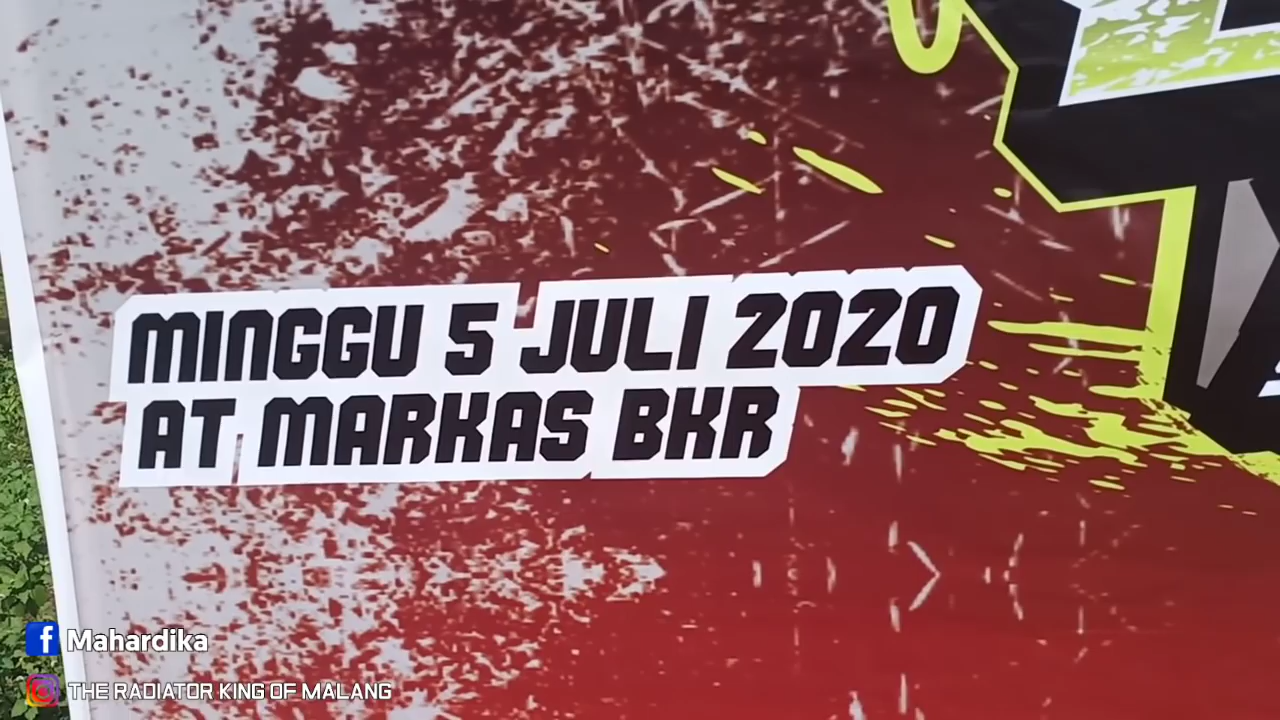 MINGGU 5 JULI 2020
AT MARKAS BKR
Mahardika
THE RADIATOR KING OF MALANG